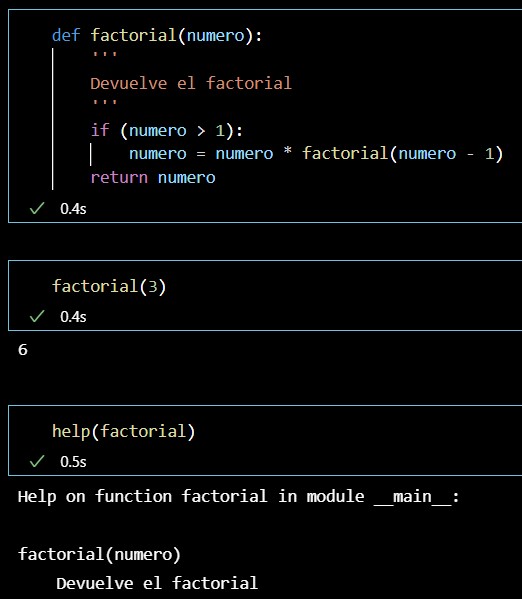 def factorial(numero):
'''
Devuelve el factorial
'''
if (numero > 1):
numero = numero * factorial(numero - 1)
return numero
0.4s
factorial(3)
0.4s
6
help(factorial)
0.5s
Help on function factorial in module __main__:
factorial(numero)
Devuelve el factorial